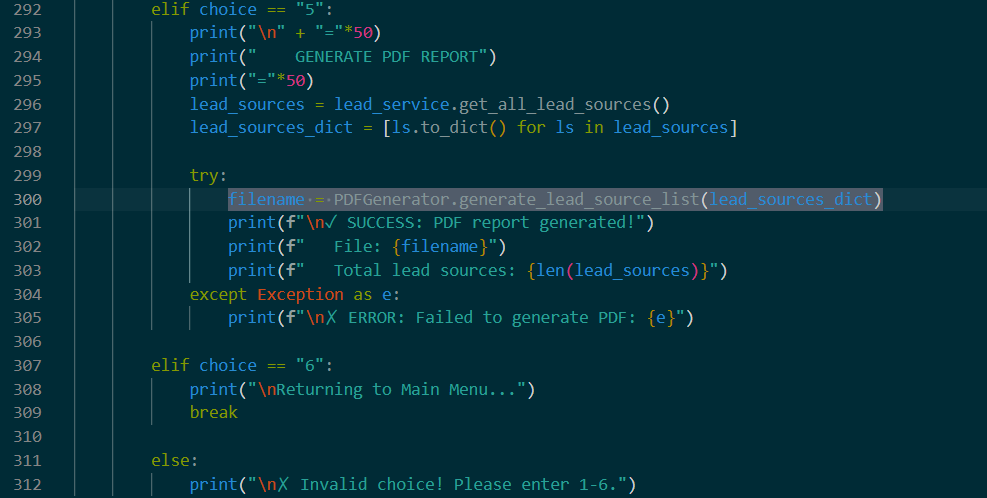 292 elif choice == "5":
293 print("\n" + "="*50)
294 print("    GENERATE PDF REPORT")
295 print("="*50)
296 lead_sources = lead_service.get_all_lead_sources()
297 lead_sources_dict = [ls.to_dict() for ls in lead_sources]
298
299 try:
300 filename = PDFGenerator.generate_lead_source_list(lead_sources_dict)
301 print(f"\n✓ SUCCESS: PDF report generated!")
302 print(f"   File: {filename}")
303 print(f"   Total lead sources: {len(lead_sources)}")
304 except Exception as e:
305 print(f"\n✗ ERROR: Failed to generate PDF: {e}")
306
307 elif choice == "6":
308 print("\nReturning to Main Menu...")
309 break
310
311 else:
312 print("\n✗ Invalid choice! Please enter 1-6.")